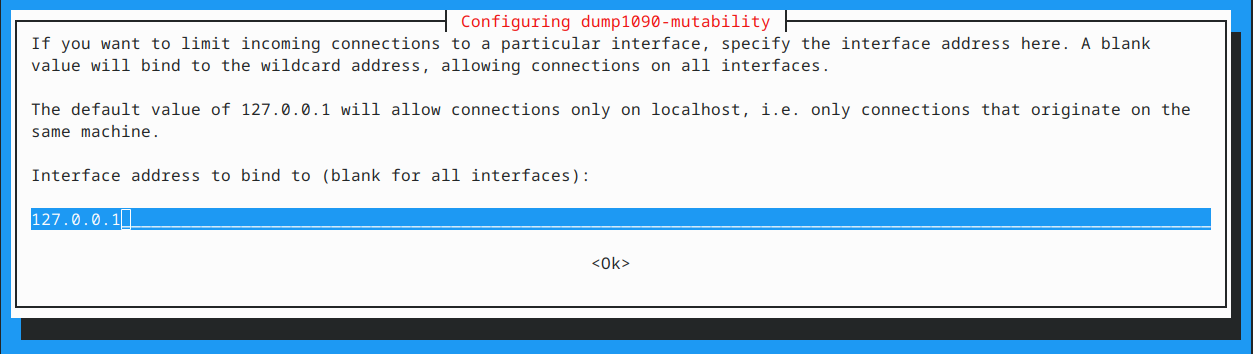 Configuring dump1090-mutability
If you want to limit incoming connections to a particular interface, specify the interface address here. A blank
value will bind to the wildcard address, allowing connections on all interfaces.
The default value of 127.0.0.1 will allow connections only on localhost, i.e. only connections that originate on the
same machine.
Interface address to bind to (blank for all interfaces):
127.0.0.1
<Ok>